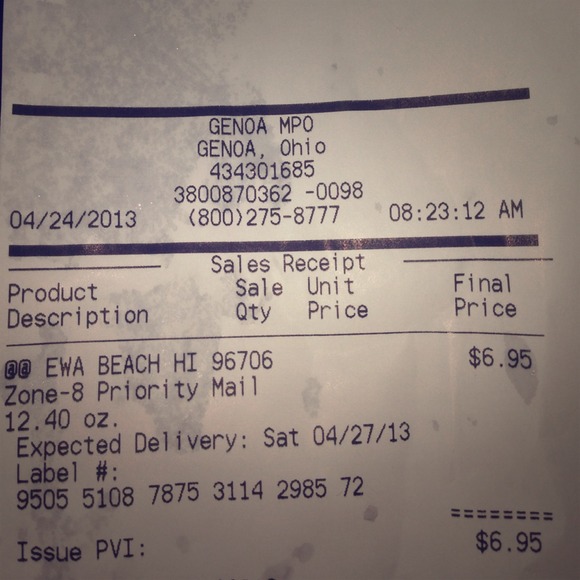 GENOA MPO
GENOA, Ohio
434301685
3800870362 -0098
04/24/2013 (800)275-8777 08:23:12 AM
Sales Receipt
Product Sale Unit Final
Description Qty Price Price
@@ EWA BEACH HI 96706 $6.95
Zone-8 Priority Mail
12.40 oz.
Expected Delivery: Sat 04/27/13
Label #:
9505 5108 7875 3114 2985 72
========
Issue PVI: $6.95